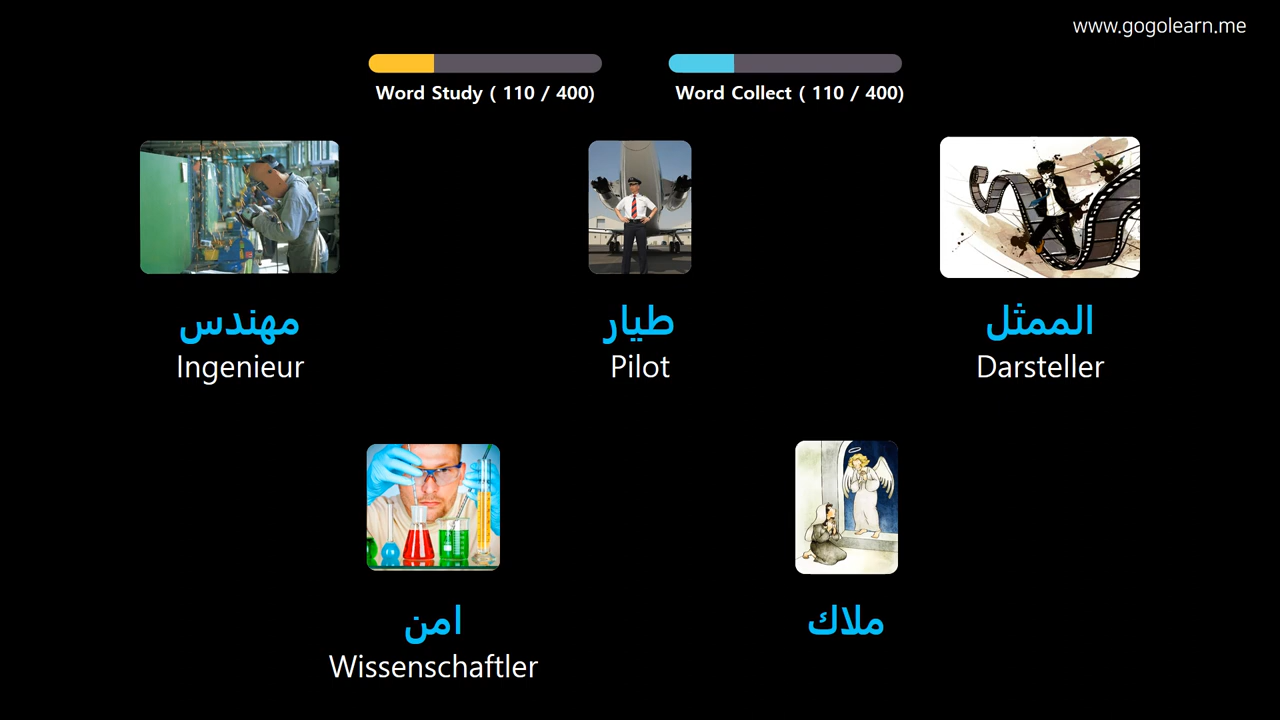 www.gogolearn.me
Word Study ( 110 / 400)
Word Collect ( 110 / 400)
مهندس
Ingenieur
طيار
Pilot
الممثل
Darsteller
امن
Wissenschaftler
ملاك